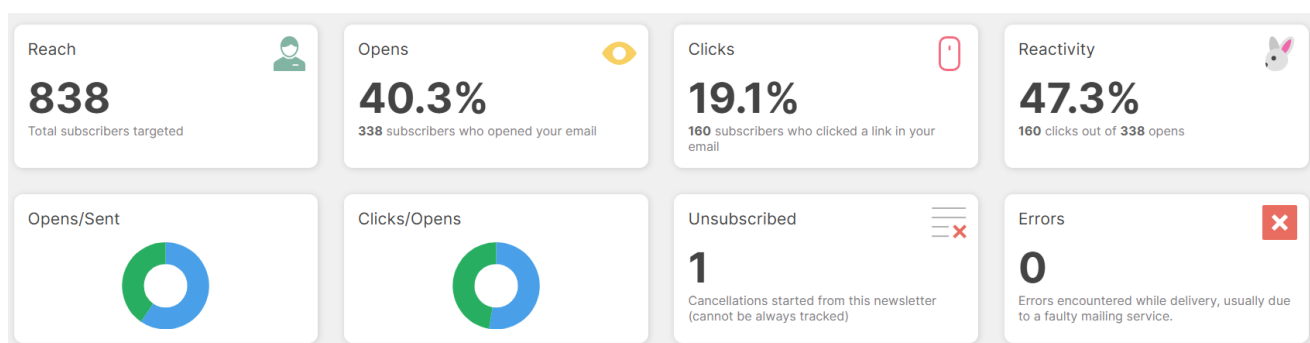 Reach
838
Total subscribers targeted
Opens
40.3%
338 subscribers who opened your email
Clicks
19.1%
160 subscribers who clicked a link in your
email
Reactivity
47.3%
160 clicks out of 338 opens
Opens/Sent
Clicks/Opens
Unsubscribed
1
Cancellations started from this newsletter
(cannot be always tracked)
Errors
0
Errors encountered while delivery, usually due
to a faulty mailing service.